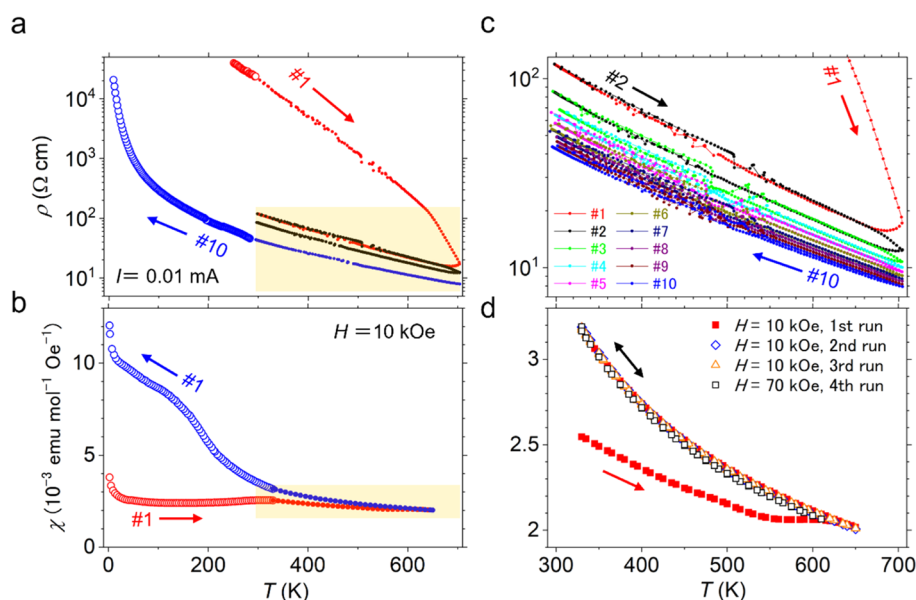 a
10⁴
10³
10²
10¹
ρ (Ω cm)
#1
#10
I = 0.01 mA
b
H = 10 kOe
10
5
0
χ (10⁻³ emu mol⁻¹ Oe⁻¹)
#1
#1
0
200
400
600
T (K)
c
10²
10¹
#2
#1
#1
#2
#3
#4
#5
#6
#7
#8
#9
#10
#10
d
H = 10 kOe, 1st run
H = 10 kOe, 2nd run
H = 10 kOe, 3rd run
H = 70 kOe, 4th run
3
2.5
2
300
400
500
600
700
T (K)